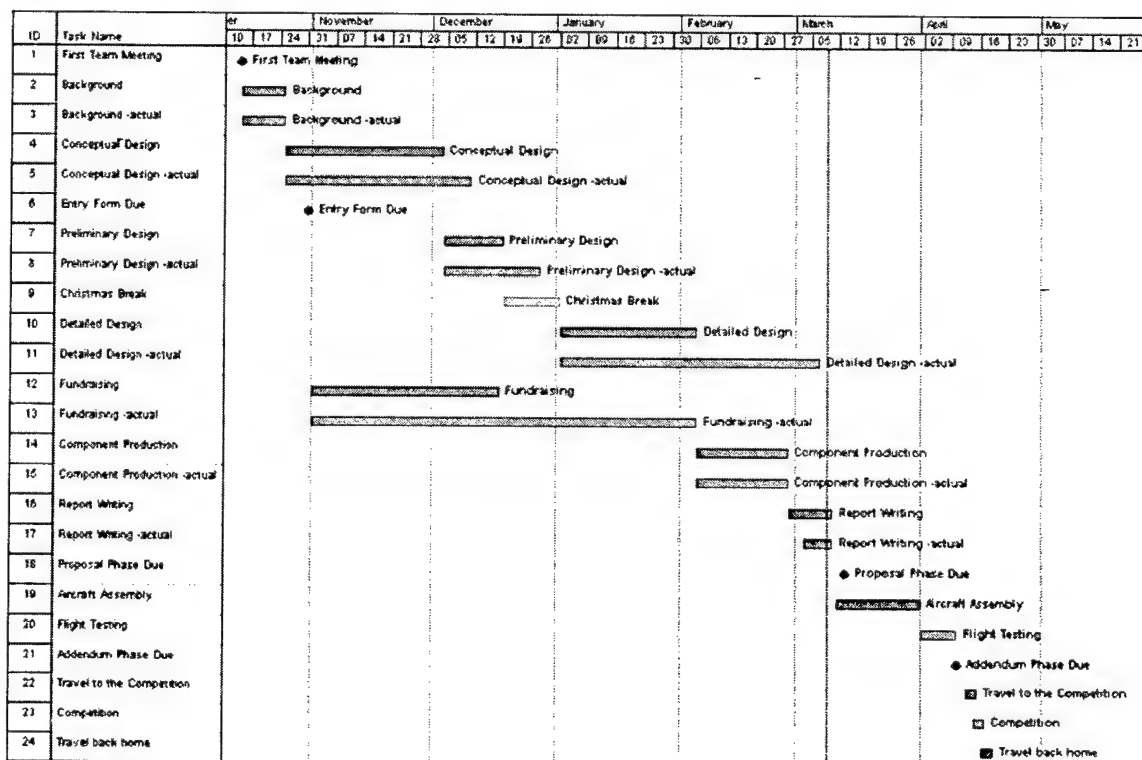 er November December January February March April May
ID Task Name 10 17 24 31 07 14 21 28 05 12 19 26 02 09 16 23 30 06 13 20 27 05 12 19 26 02 09 16 23 30 07 14 21
1 First Team Meeting First Team Meeting
2 Background Background
3 Background -actual Background -actual
4 Conceptual Design Conceptual Design
5 Conceptual Design -actual Conceptual Design -actual
6 Entry Form Due Entry Form Due
7 Preliminary Design Preliminary Design
8 Preliminary Design -actual Preliminary Design -actual
9 Christmas Break Christmas Break
10 Detailed Design Detailed Design
11 Detailed Design -actual Detailed Design -actual
12 Fundraising Fundraising
13 Fundraising -actual Fundraising -actual
14 Component Production Component Production
15 Component Production -actual Component Production -actual
16 Report Writing Report Writing
17 Report Writing -actual Report Writing -actual
18 Proposal Phase Due Proposal Phase Due
19 Aircraft Assembly Aircraft Assembly
20 Flight Testing Flight Testing
21 Addendum Phase Due Addendum Phase Due
22 Travel to the Competition Travel to the Competition
23 Competition Competition
24 Travel back home Travel back home